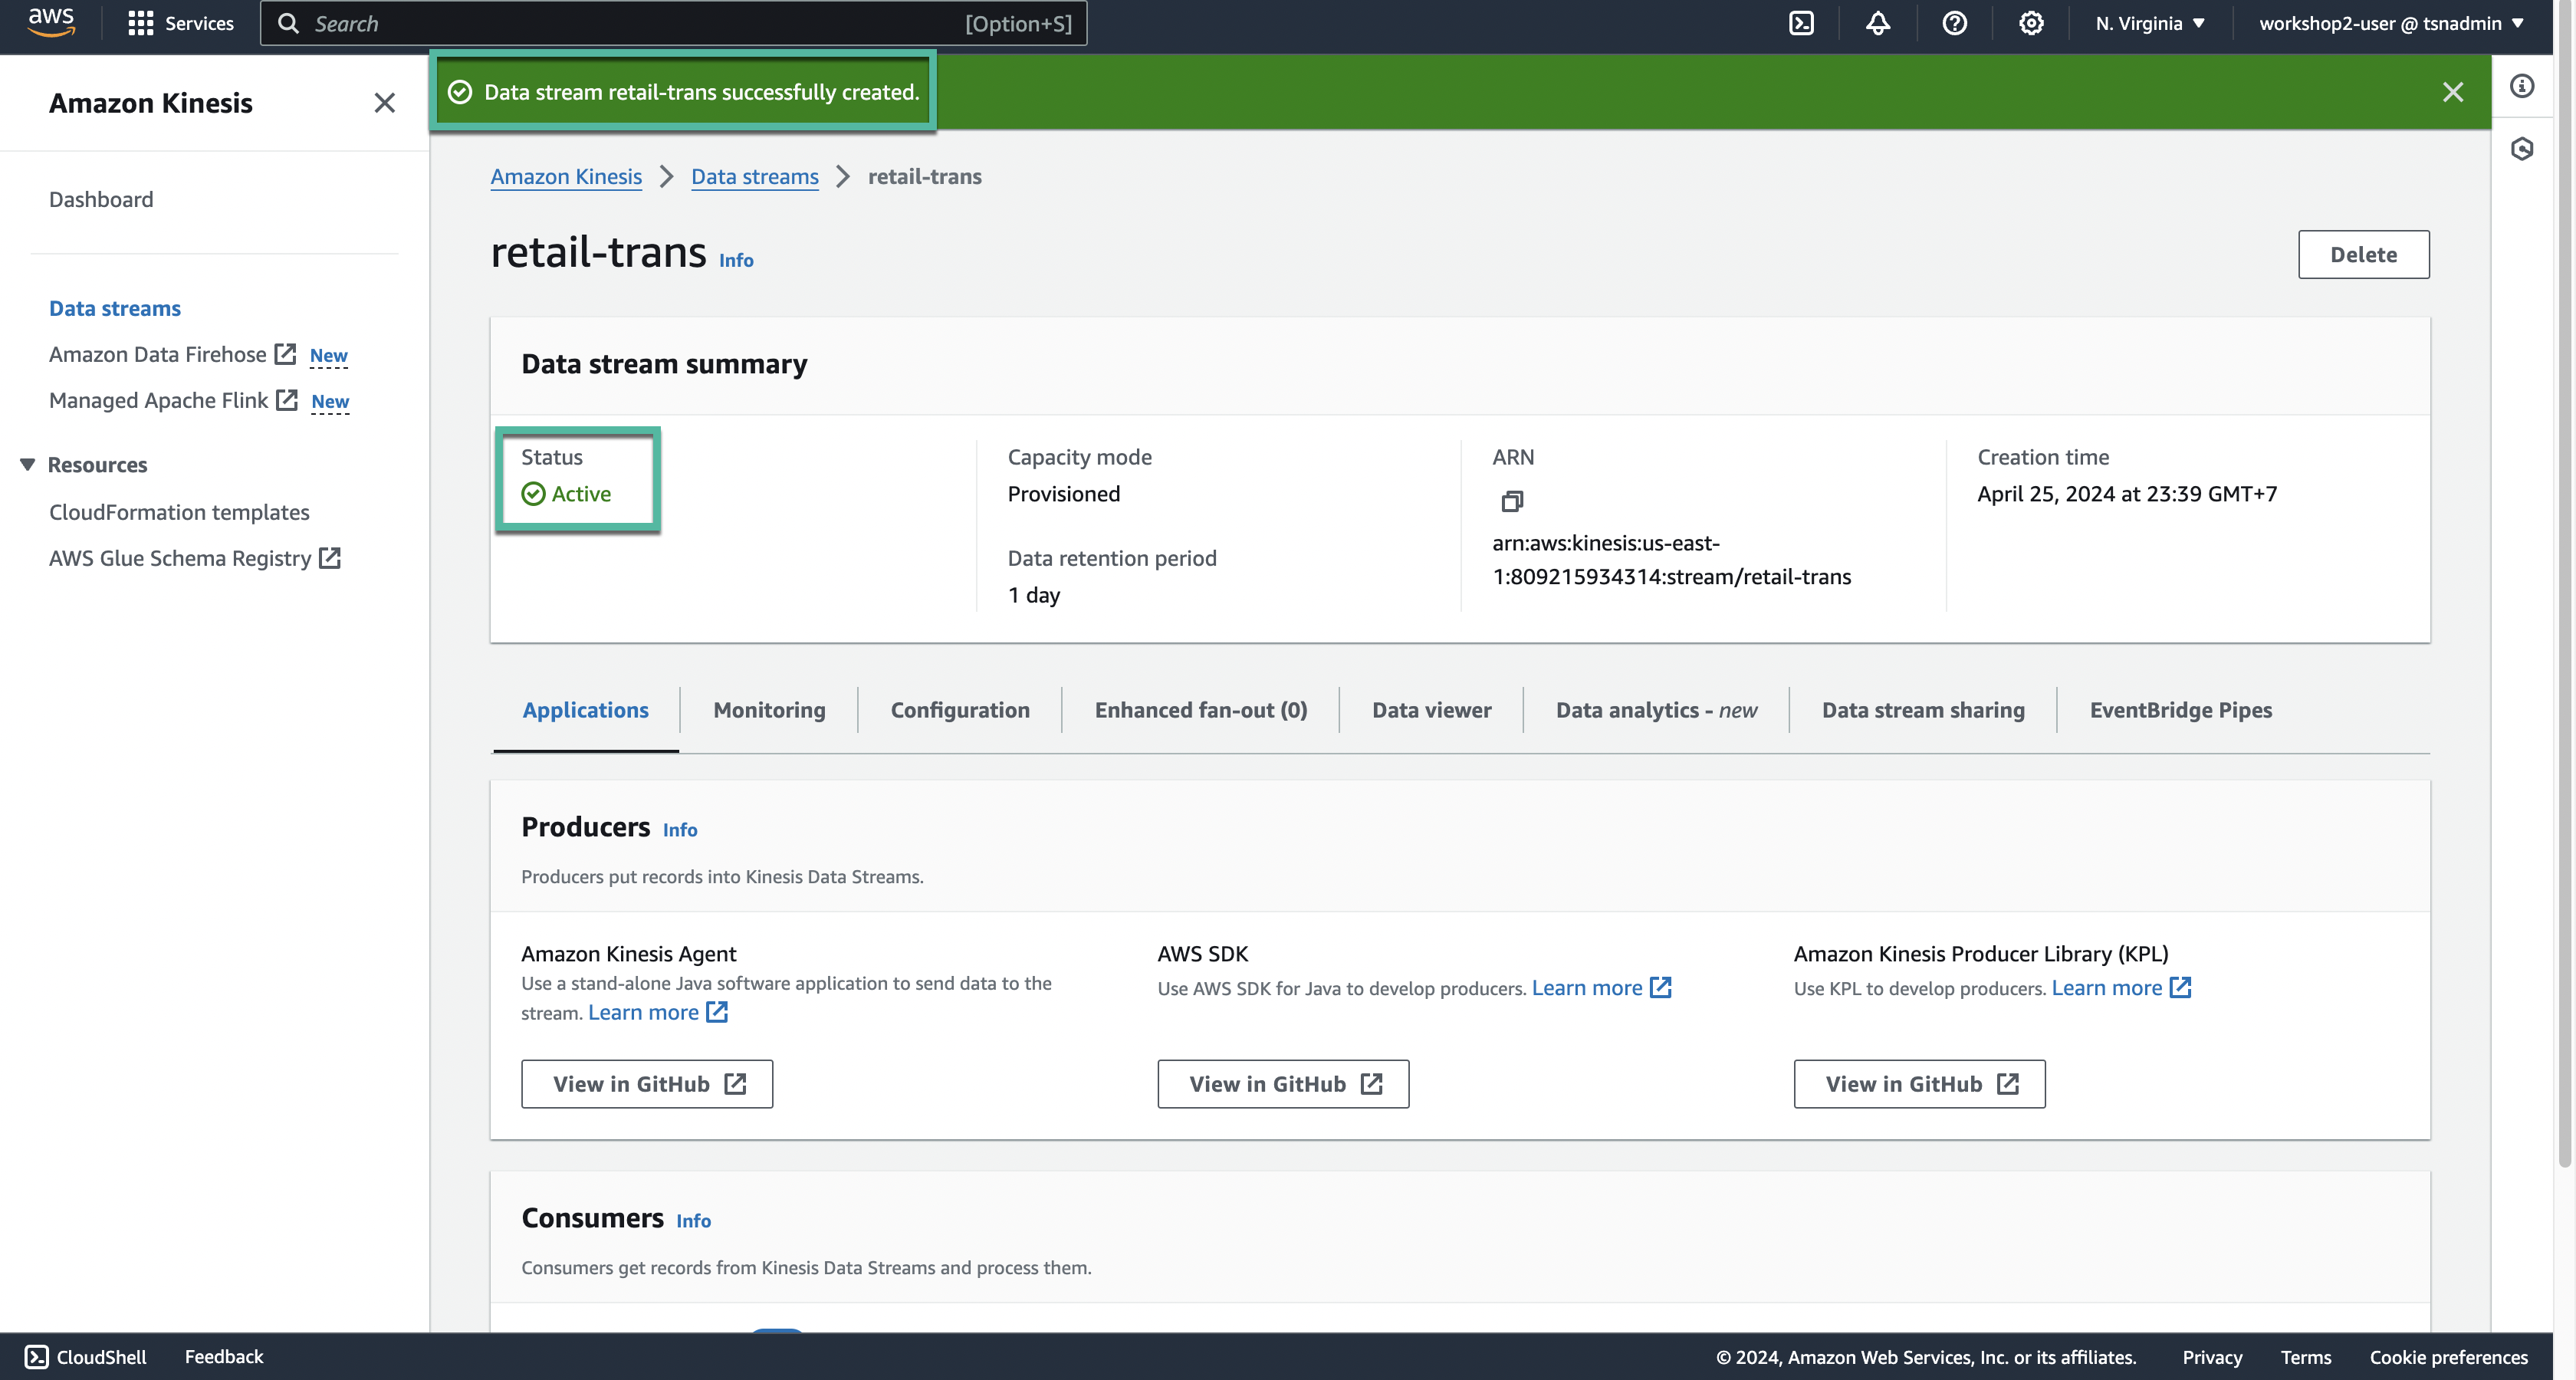 aws
Services
Search
[Option+S]
N. Virginia
workshop2-user @ tsnadmin
Amazon Kinesis
Dashboard
Data streams
Amazon Data Firehose New
Managed Apache Flink New
Resources
CloudFormation templates
AWS Glue Schema Registry
Data stream retail-trans successfully created.
Amazon Kinesis > Data streams > retail-trans
retail-trans Info
Delete
Data stream summary
Status
Active
Capacity mode
Provisioned
Data retention period
1 day
ARN
arn:aws:kinesis:us-east-
1:809215934314:stream/retail-trans
Creation time
April 25, 2024 at 23:39 GMT+7
Applications
Monitoring
Configuration
Enhanced fan-out (0)
Data viewer
Data analytics - new
Data stream sharing
EventBridge Pipes
Producers Info
Producers put records into Kinesis Data Streams.
Amazon Kinesis Agent
Use a stand-alone Java software application to send data to the
stream. Learn more
View in GitHub
AWS SDK
Use AWS SDK for Java to develop producers. Learn more
View in GitHub
Amazon Kinesis Producer Library (KPL)
Use KPL to develop producers. Learn more
View in GitHub
Consumers Info
Consumers get records from Kinesis Data Streams and process them.
CloudShell
Feedback
© 2024, Amazon Web Services, Inc. or its affiliates.
Privacy
Terms
Cookie preferences